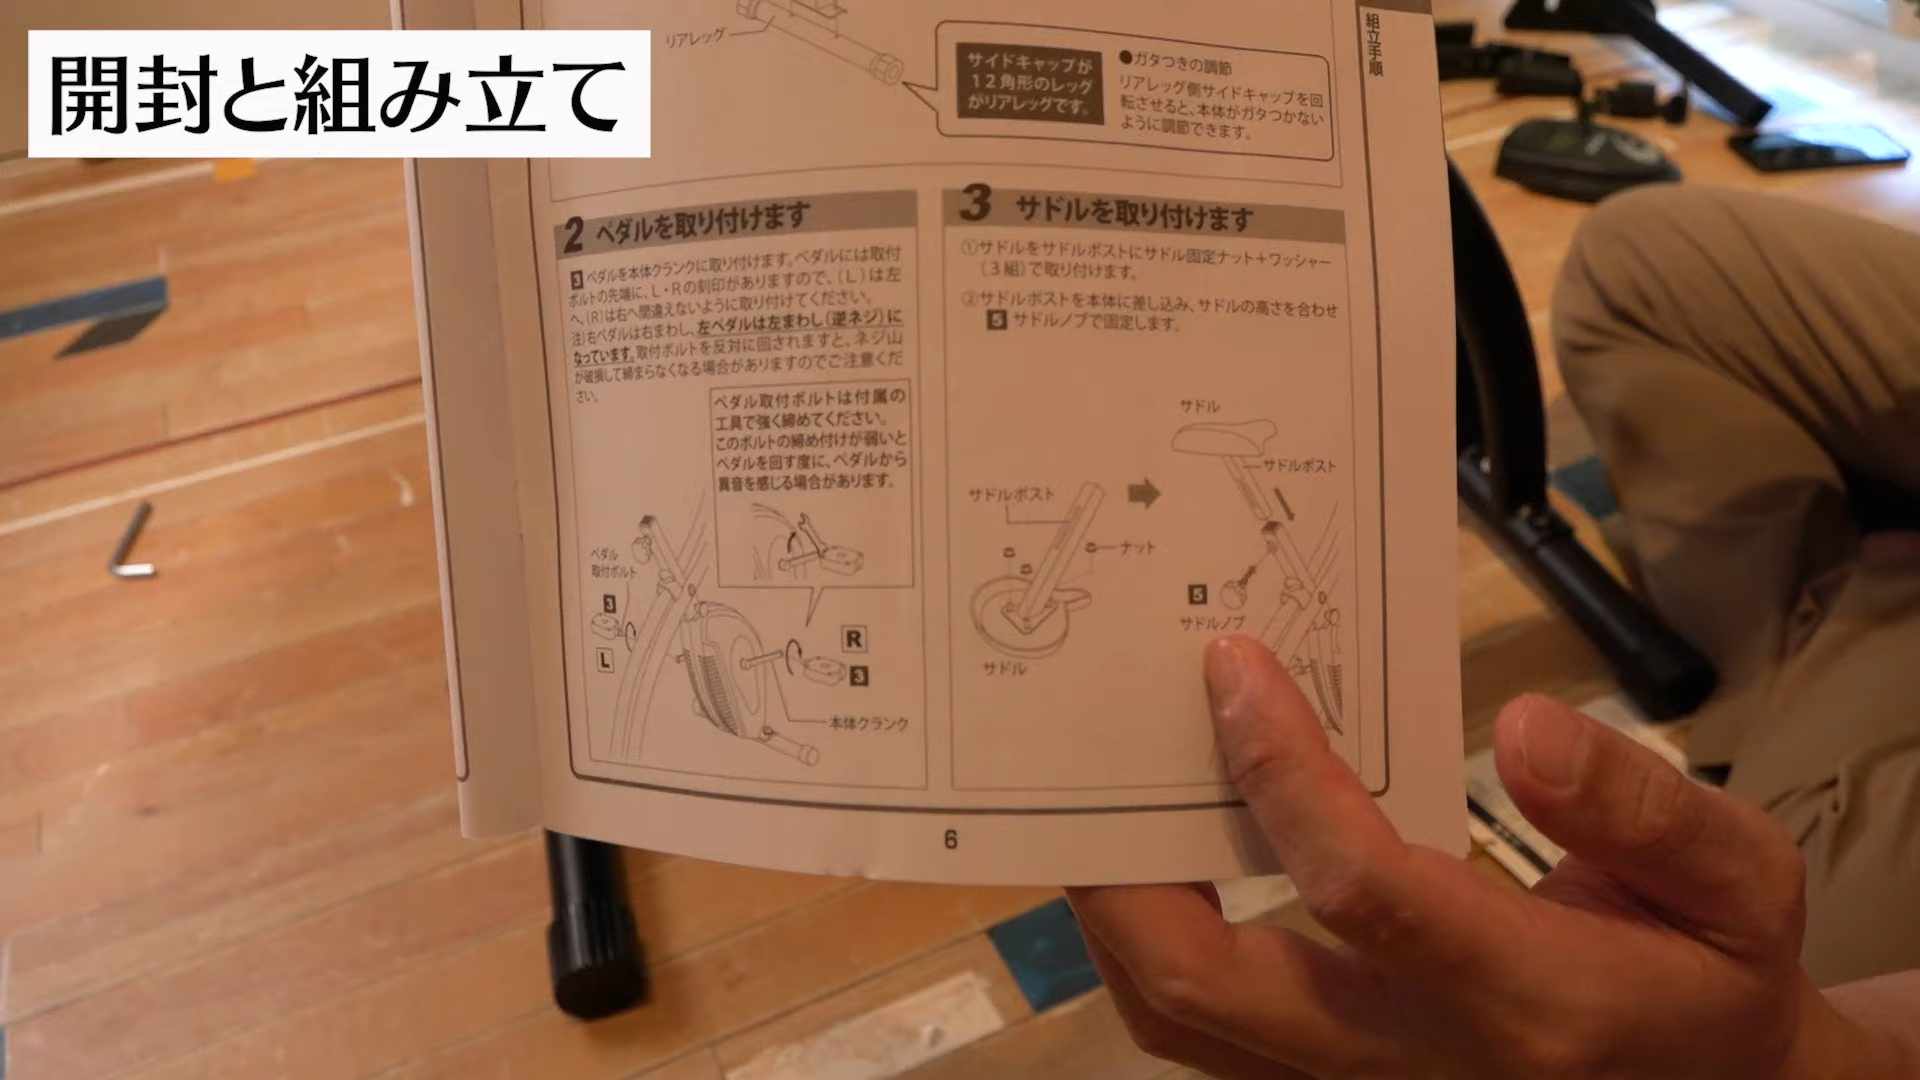 開封と組み立て
リアレッグ
サイドキャップが
12角形のレッグ
がリアレッグです。
●ガタつきの調節
リアレッグ側サイドキャップを回
転させると、本体がガタつかない
ように調節できます。
組立手順
2 ペダルを取り付けます
3 ペダルを本体クランクに取り付けます。ペダルには取付
ボルトの先端に、L・Rの刻印がありますので、(L)は左
へ、(R)は右へ間違えないように取り付けてください。
注)右ペダルは右まわし、左ペダルは左まわし(逆ネジ)に
なっています。取付ボルトを反対に回されますと、ネジ山
が破損して締まらなくなる場合がありますのでご注意くだ
さい。
ペダル取付ボルトは付属の
工具で強く締めてください。
このボルトの締め付けが弱いと
ペダルを回す度に、ペダルから
異音を感じる場合があります。
ペダル
取付ボルト
3
L
R
3
本体クランク
3 サドルを取り付けます
①サドルをサドルポストにサドル固定ナット+ワッシャー
(3組)で取り付けます。
②サドルポストを本体に差し込み、サドルの高さを合わせ
5 サドルノブで固定します。
サドル
サドルポスト
サドルポスト
ナット
5
サドルノブ
サドル
6